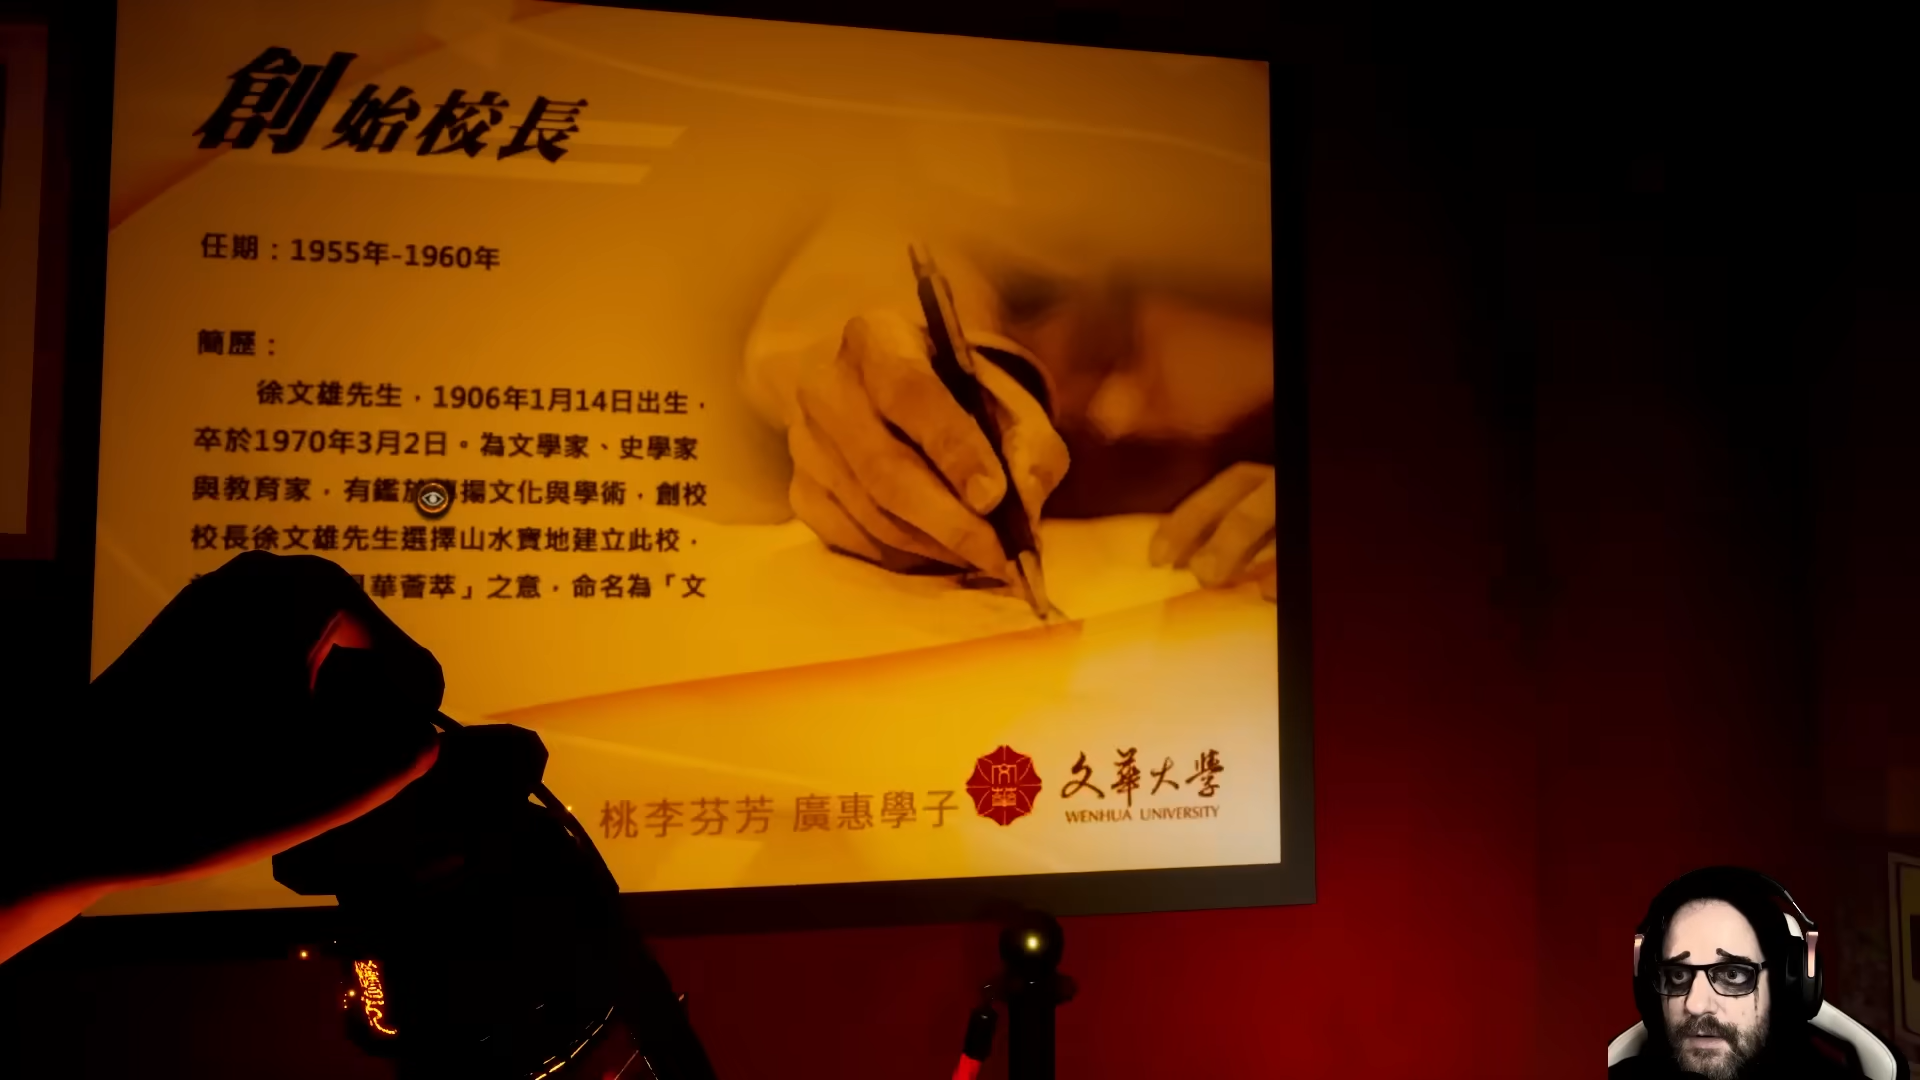 創始校長
任期：1955年-1960年
簡歷：
徐文雄先生，1906年1月14日出生，
卒於1970年3月2日。為文學家、史學家
與教育家，有鑑於 揚文化與學術，創校
校長徐文雄先生選擇山水寶地建立此校，
華薈萃」之意，命名為「文
桃李芬芳 廣惠學子
文華
文華大學
WENHUA UNIVERSITY